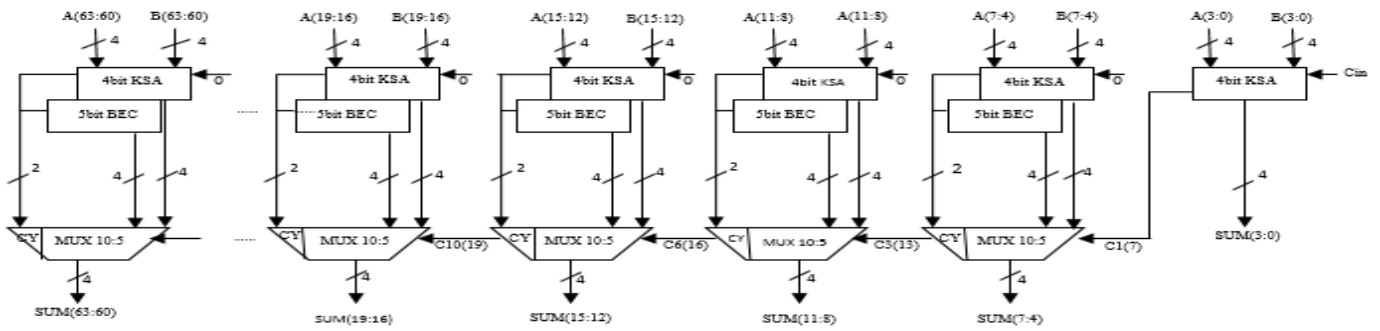 A(63:60) B(63:60) A(19:16) B(19:16) A(15:12) B(15:12) A(11:8) A(11:8) A(7:4) B(7:4) A(3:0) B(3:0)
4 4 4 4 4 4 4 4 4 4 4 4
4bit KSA 0 4bit KSA 0 4bit KSA 0 4bit KSA 0 4bit KSA 0 4bit KSA Cin
5bit BEC 5bit BEC 5bit BEC 5bit BEC 5bit BEC
2 4 4 2 4 4 2 4 4 2 4 4 2 4 4 4
CY MUX 10:5 CY MUX 10:5 C10(19) CY MUX 10:5 C6(16) CY MUX 10:5 C3(13) CY MUX 10:5 C1(7) SUM(3:0)
4 4 4 4 4
SUM(63:60) SUM(19:16) SUM(15:12) SUM(11:8) SUM(7:4)